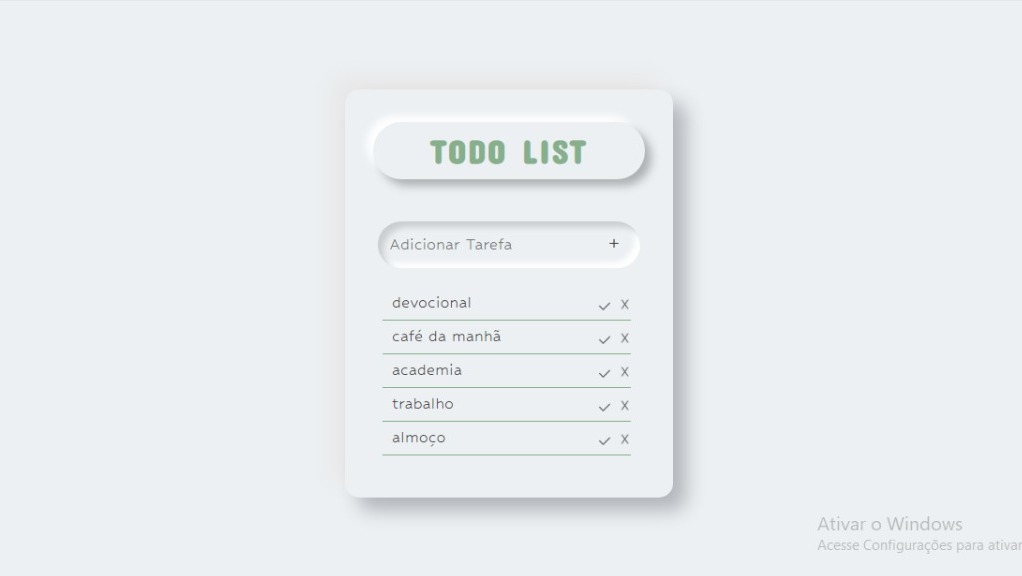 TODO LIST
Adicionar Tarefa +
devocional ✓ X
café da manhã ✓ X
academia ✓ X
trabalho ✓ X
almoço ✓ X
Ativar o Windows
Acesse Configurações para ativar